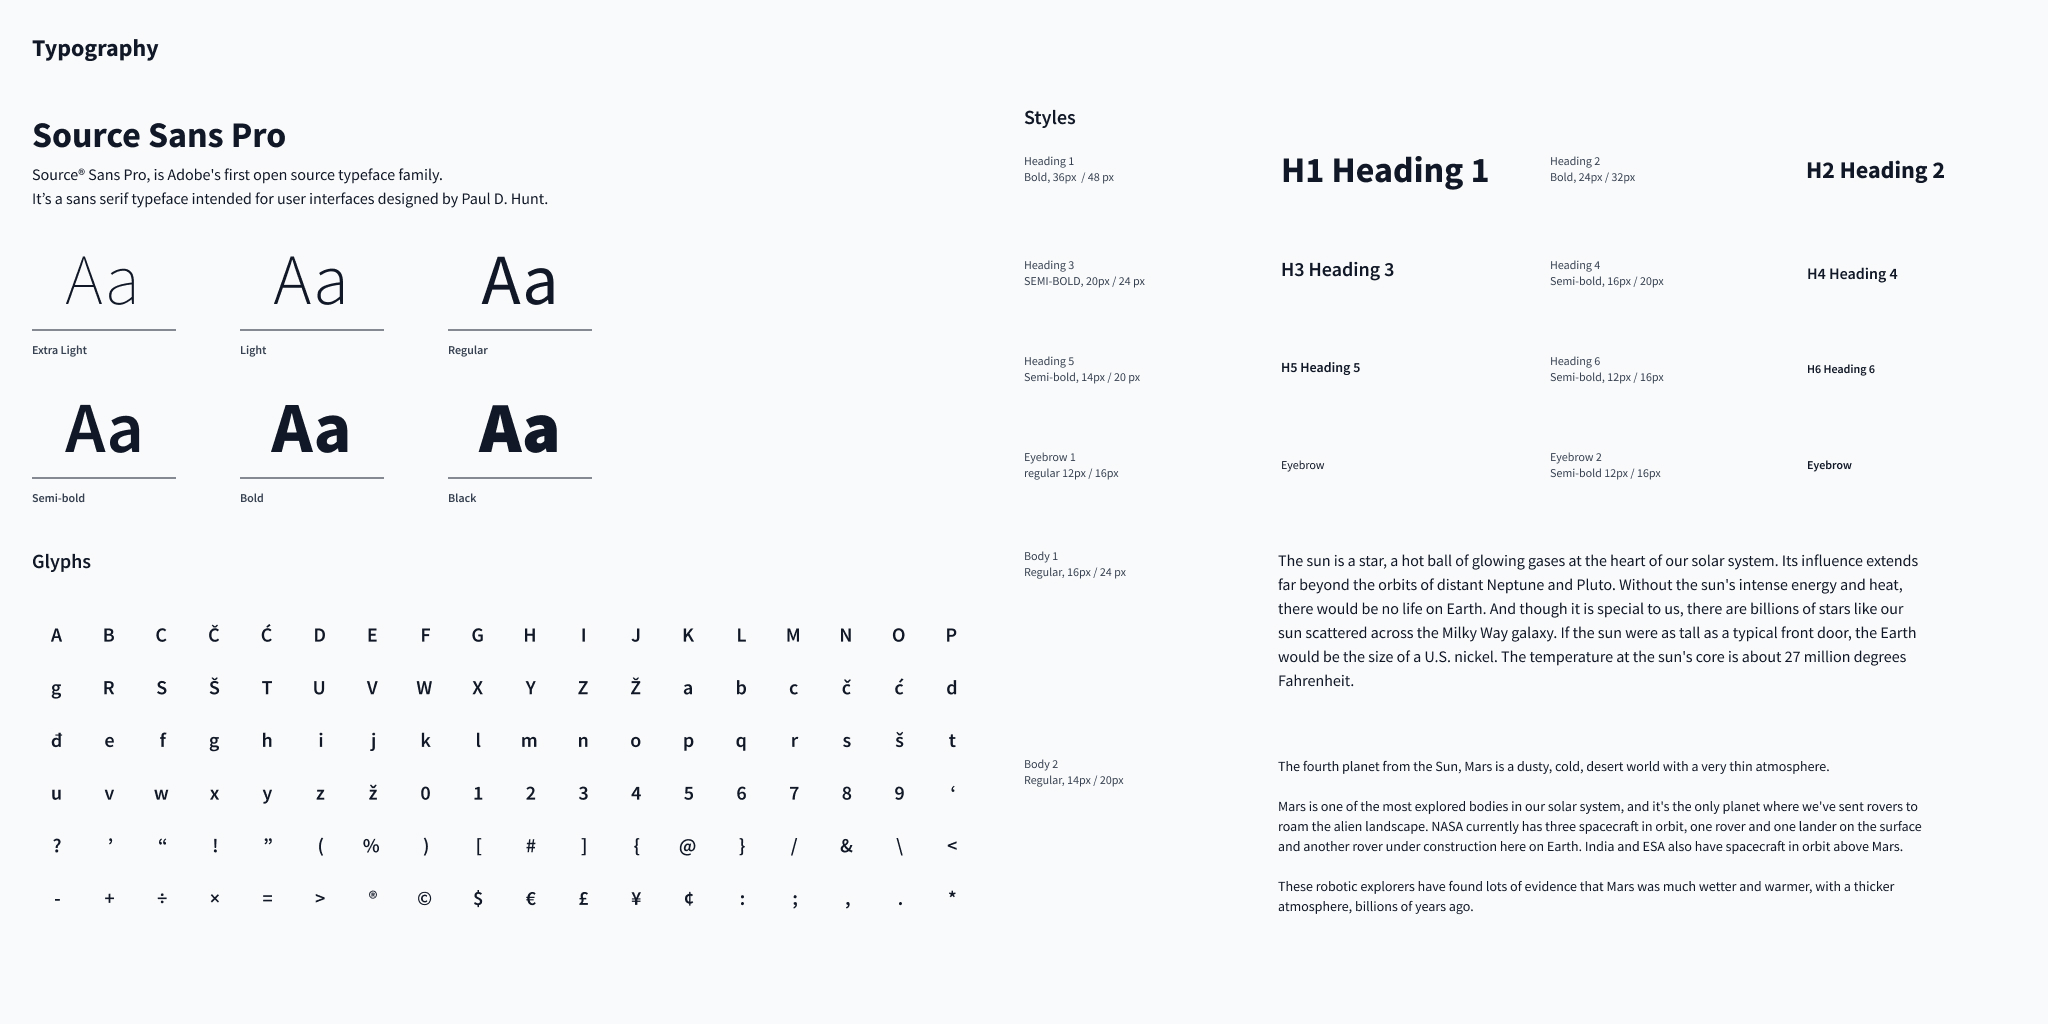 Typography
Source Sans Pro
Source® Sans Pro, is Adobe's first open source typeface family.
It’s a sans serif typeface intended for user interfaces designed by Paul D. Hunt.
Aa Aa Aa
Extra Light Light Regular
Aa Aa Aa
Semi-bold Bold Black
Glyphs
A B C Č Ć D E F G H I J K L M N O P
g R S Š T U V W X Y Z Ž a b c č ć d
đ e f g h i j k l m n o p q r s š t
u v w x y z ž 0 1 2 3 4 5 6 7 8 9 ‘
? ’ “ ! ” ( % ) [ # ] { @ } / & \ <
- + ÷ × = > ® © $ € £ ¥ ¢ : ; , . *
Styles
Heading 1
Bold, 36px / 48 px
H1 Heading 1
Heading 2
Bold, 24px / 32px
H2 Heading 2
Heading 3
SEMI-BOLD, 20px / 24 px
H3 Heading 3
Heading 4
Semi-bold, 16px / 20px
H4 Heading 4
Heading 5
Semi-bold, 14px / 20 px
H5 Heading 5
Heading 6
Semi-bold, 12px / 16px
H6 Heading 6
Eyebrow 1
regular 12px / 16px
Eyebrow
Eyebrow 2
Semi-bold 12px / 16px
Eyebrow
Body 1
Regular, 16px / 24 px
The sun is a star, a hot ball of glowing gases at the heart of our solar system. Its influence extends
far beyond the orbits of distant Neptune and Pluto. Without the sun's intense energy and heat,
there would be no life on Earth. And though it is special to us, there are billions of stars like our
sun scattered across the Milky Way galaxy. If the sun were as tall as a typical front door, the Earth
would be the size of a U.S. nickel. The temperature at the sun's core is about 27 million degrees
Fahrenheit.
Body 2
Regular, 14px / 20px
The fourth planet from the Sun, Mars is a dusty, cold, desert world with a very thin atmosphere.
Mars is one of the most explored bodies in our solar system, and it's the only planet where we've sent rovers to
roam the alien landscape. NASA currently has three spacecraft in orbit, one rover and one lander on the surface
and another rover under construction here on Earth. India and ESA also have spacecraft in orbit above Mars.
These robotic explorers have found lots of evidence that Mars was much wetter and warmer, with a thicker
atmosphere, billions of years ago.